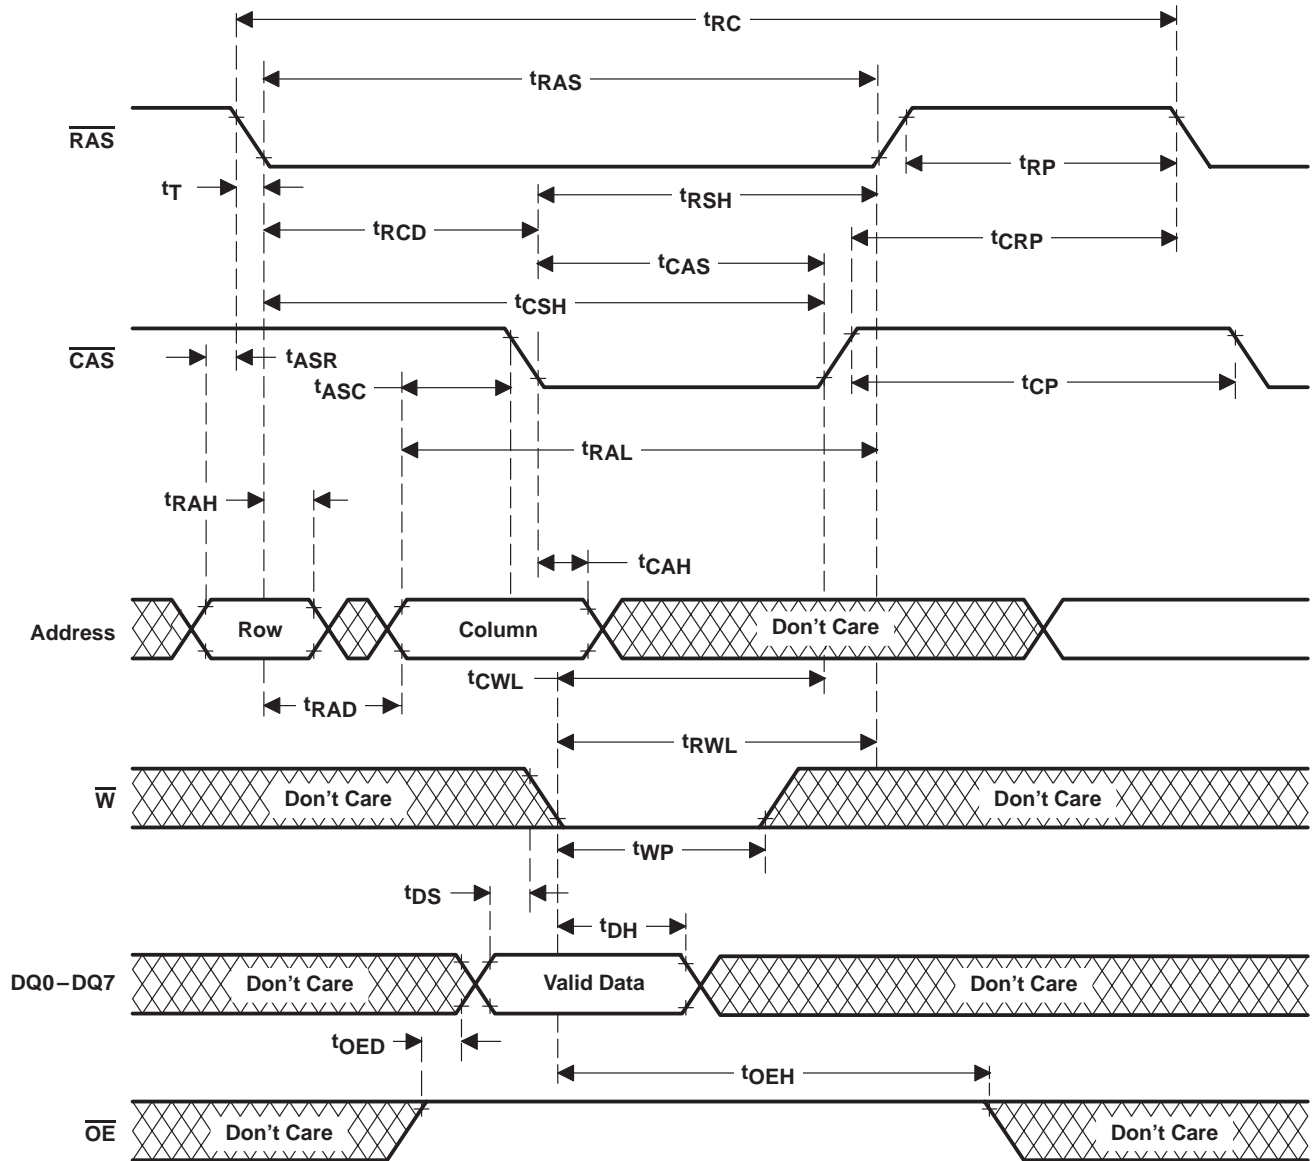 tRC
tRAS
RAS
tRP
tT
tRSH
tRCD
tCRP
tCAS
tCSH
CAS
tASR
tASC
tCP
tRAL
tRAH
tCAH
Address Row Column Don't Care
tCWL
tRAD
tRWL
W Don't Care Don't Care
tWP
tDS
tDH
DQ0–DQ7 Don't Care Valid Data Don't Care
tOED
tOEH
OE Don't Care Don't Care